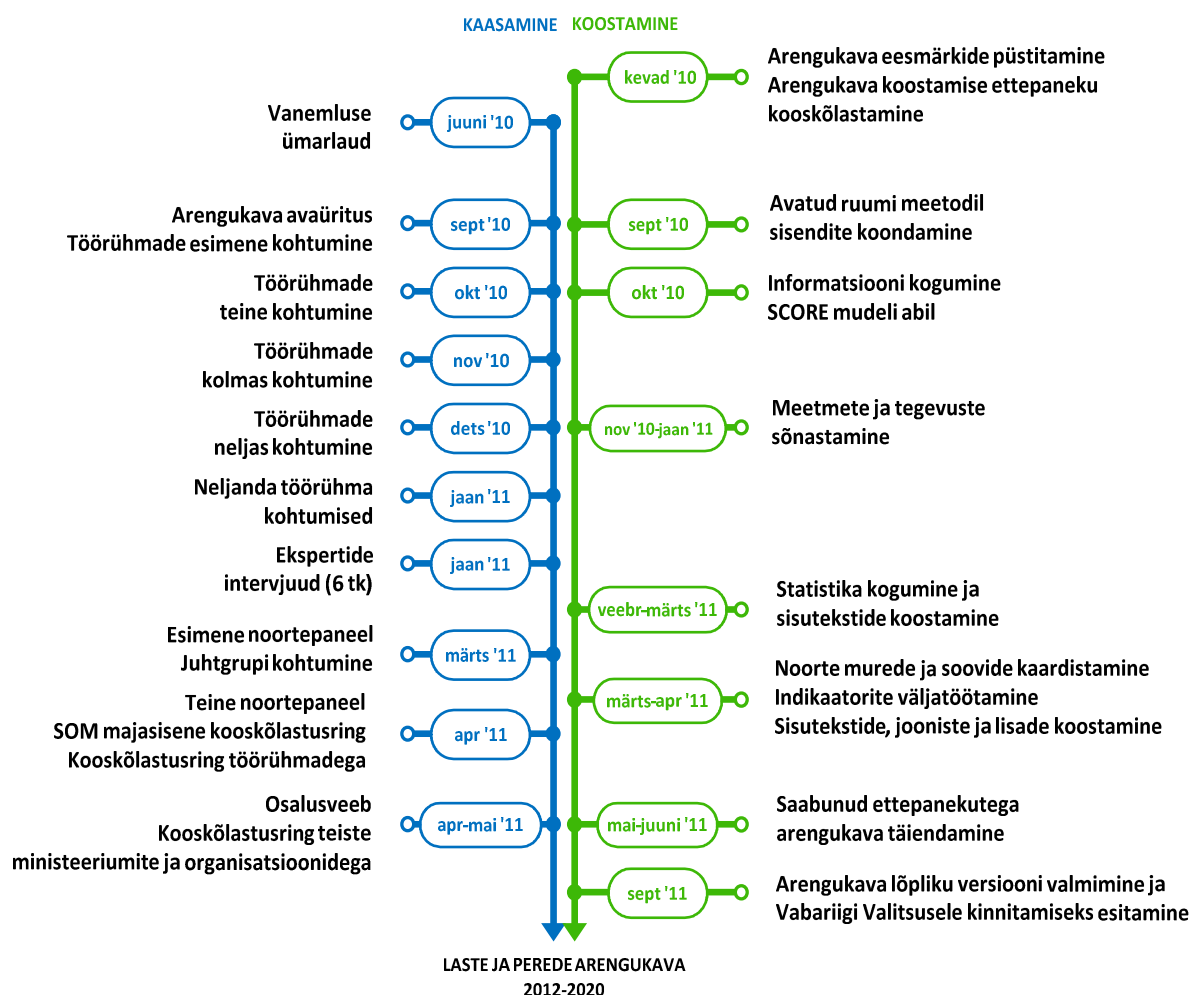 KAASAMINE KOOSTAMINE
kevad '10
Arengukava eesmärkide püstitamine
Arengukava koostamise ettepaneku
kooskõlastamine
Vanemluse
ümarlaud
juuni '10
Arengukava avaüritus
Töörühmade esimene kohtumine
sept '10
sept '10
Avatud ruumi meetodil
sisendite koondamine
Töörühmade
teine kohtumine
okt '10
okt '10
Informatsiooni kogumine
SCORE mudeli abil
Töörühmade
kolmas kohtumine
nov '10
Töörühmade
neljas kohtumine
dets '10
nov '10-jaan '11
Meetmete ja tegevuste
sõnastamine
Neljanda töörühma
kohtumised
jaan '11
Ekspertide
intervjuud (6 tk)
jaan '11
veebr-märts '11
Statistika kogumine ja
sisutekstide koostamine
Esimene noortepaneel
Juhtgrupi kohtumine
märts '11
märts-apr '11
Noorte murede ja soovide kaardistamine
Indikaatorite väljatöötamine
Sisutekstide, jooniste ja lisade koostamine
Teine noortepaneel
SOM majasisene kooskõlastusring
Kooskõlastusring töörühmadega
apr '11
Osalusveeb
Kooskõlastusring teiste
ministeeriumite ja organisatsioonidega
apr-mai '11
mai-juuni '11
Saabunud ettepanekutega
arengukava täiendamine
sept '11
Arengukava lõpliku versiooni valmimine ja
Vabariigi Valitsusele kinnitamiseks esitamine
LASTE JA PEREDE ARENGUKAVA
2012-2020